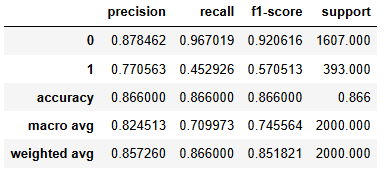 precision recall f1-score support
0 0.878462 0.967019 0.920616 1607.000
1 0.770563 0.452926 0.570513 393.000
accuracy 0.866000 0.866000 0.866000 0.866
macro avg 0.824513 0.709973 0.745564 2000.000
weighted avg 0.857260 0.866000 0.851821 2000.000